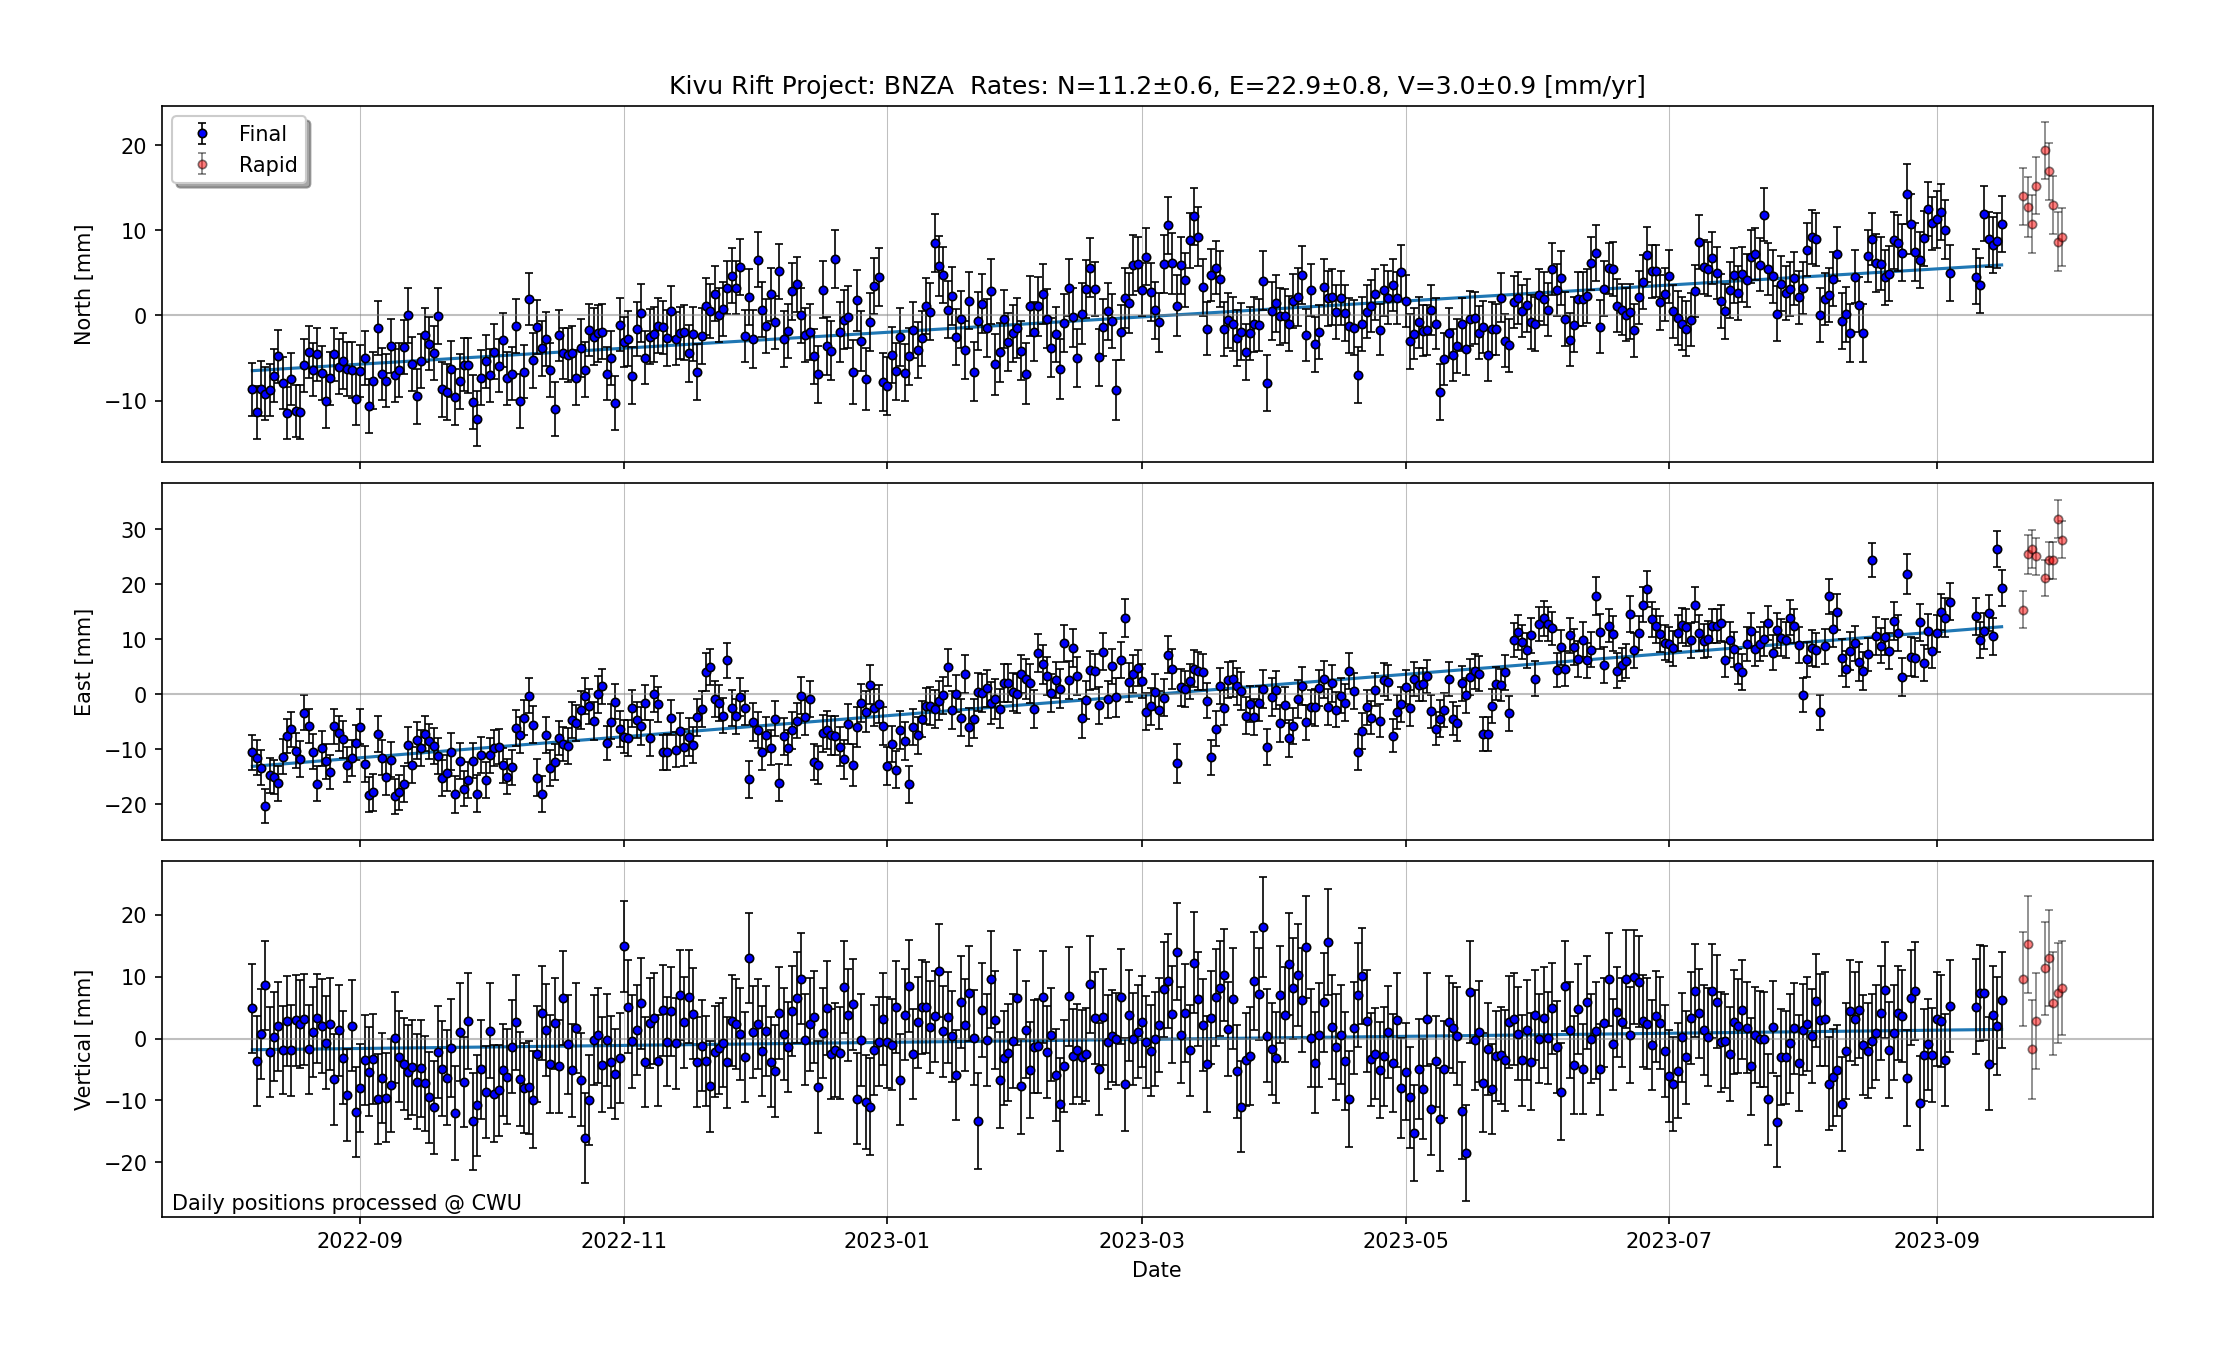 Kivu Rift Project: BNZA  Rates: N=11.2±0.6, E=22.9±0.8, V=3.0±0.9 [mm/yr]
Final
Rapid
North [mm]
20
10
0
−10
East [mm]
30
20
10
0
−10
−20
Vertical [mm]
20
10
0
−10
−20
Daily positions processed @ CWU
2022-09 2022-11 2023-01 2023-03 2023-05 2023-07 2023-09
Date